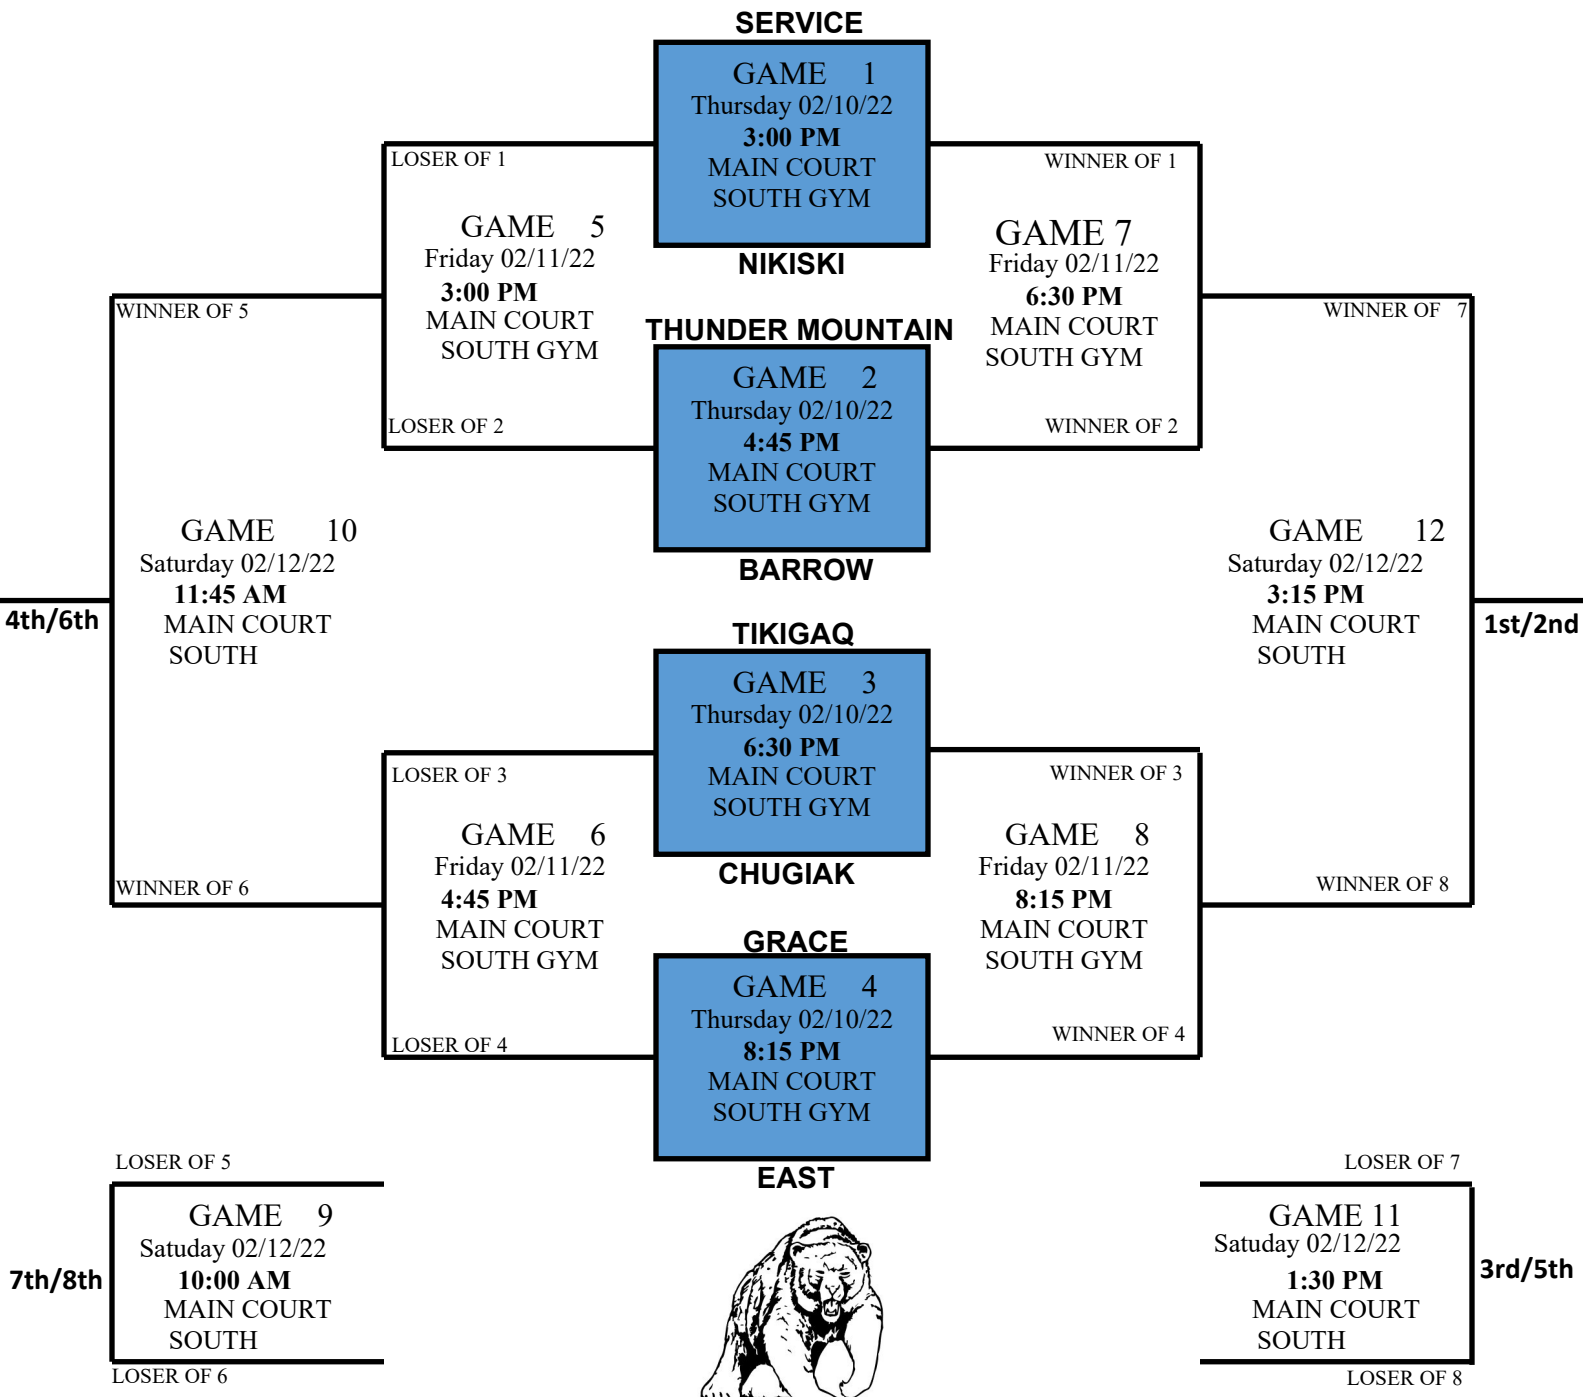 SERVICE
GAME 1
Thursday 02/10/22
3:00 PM
MAIN COURT
SOUTH GYM
NIKISKI
LOSER OF 1
GAME 5
Friday 02/11/22
3:00 PM
MAIN COURT
SOUTH GYM
LOSER OF 2
WINNER OF 1
GAME 7
Friday 02/11/22
6:30 PM
MAIN COURT
SOUTH GYM
WINNER OF 2
THUNDER MOUNTAIN
GAME 2
Thursday 02/10/22
4:45 PM
MAIN COURT
SOUTH GYM
BARROW
WINNER OF 5
GAME 10
Saturday 02/12/22
11:45 AM
MAIN COURT
SOUTH
4th/6th
WINNER OF 6
WINNER OF 7
GAME 12
Saturday 02/12/22
3:15 PM
MAIN COURT
SOUTH
1st/2nd
WINNER OF 8
TIKIGAQ
GAME 3
Thursday 02/10/22
6:30 PM
MAIN COURT
SOUTH GYM
CHUGIAK
LOSER OF 3
GAME 6
Friday 02/11/22
4:45 PM
MAIN COURT
SOUTH GYM
LOSER OF 4
WINNER OF 3
GAME 8
Friday 02/11/22
8:15 PM
MAIN COURT
SOUTH GYM
WINNER OF 4
GRACE
GAME 4
Thursday 02/10/22
8:15 PM
MAIN COURT
SOUTH GYM
EAST
LOSER OF 5
GAME 9
Satuday 02/12/22
10:00 AM
MAIN COURT
SOUTH
7th/8th
LOSER OF 6
LOSER OF 7
GAME 11
Satuday 02/12/22
1:30 PM
MAIN COURT
SOUTH
3rd/5th
LOSER OF 8